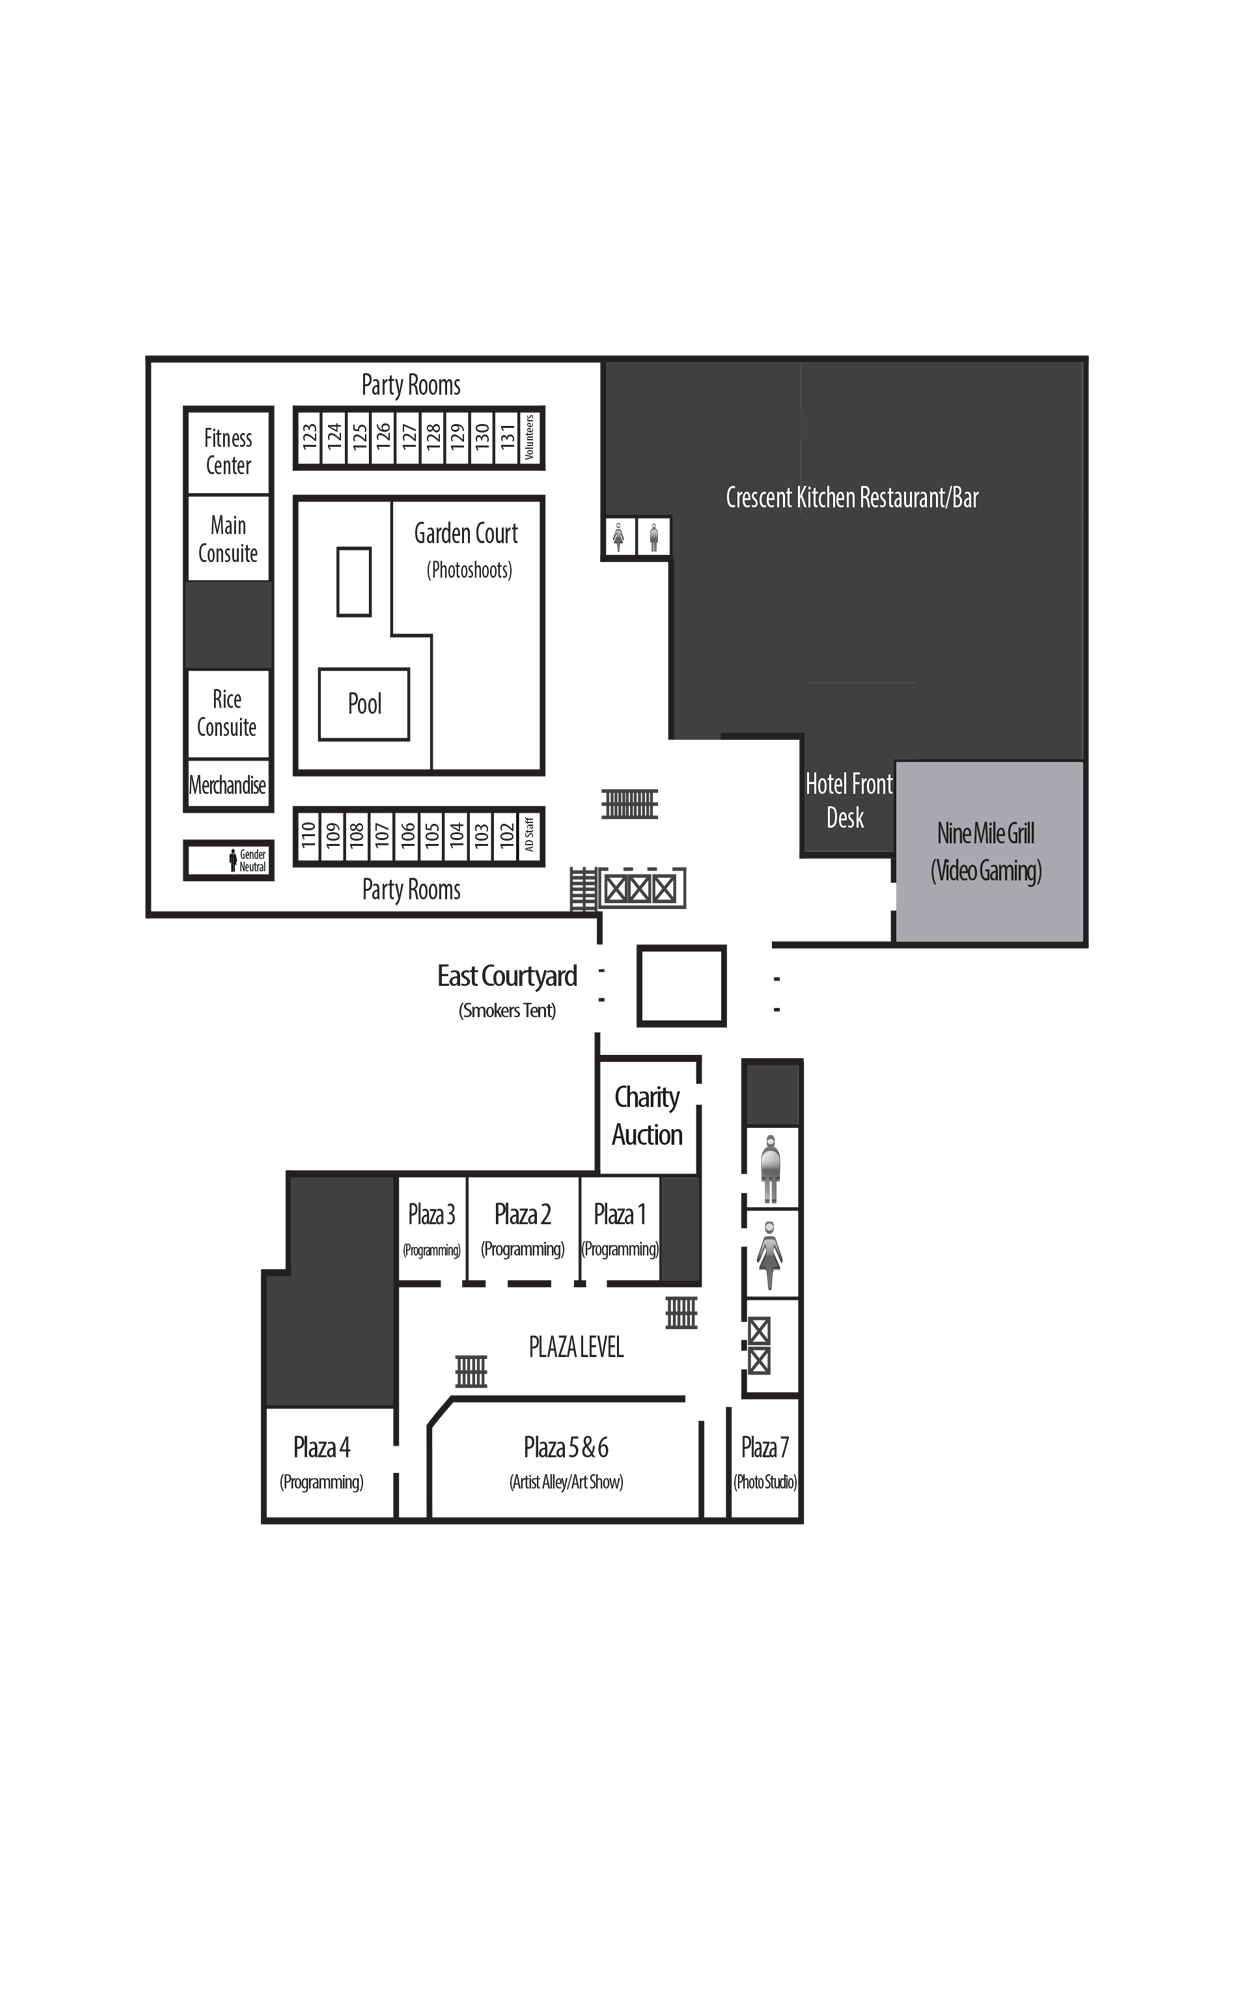 Party Rooms
Fitness
Center
123
124
125
126
127
128
129
130
131
Volunteers
Crescent Kitchen Restaurant/Bar
Main
Consuite
Garden Court
(Photoshoots)
Rice
Consuite
Pool
Merchandise
Hotel Front
Desk
Nine Mile Grill
(Video Gaming)
110
109
108
107
106
105
104
103
102
AD Staff
Gender
Neutral
Party Rooms
East Courtyard
(Smokers Tent)
Charity
Auction
Plaza 3
(Programming)
Plaza 2
(Programming)
Plaza 1
(Programming)
PLAZA LEVEL
Plaza 4
(Programming)
Plaza 5 & 6
(Artist Alley/Art Show)
Plaza 7
(Photo Studio)